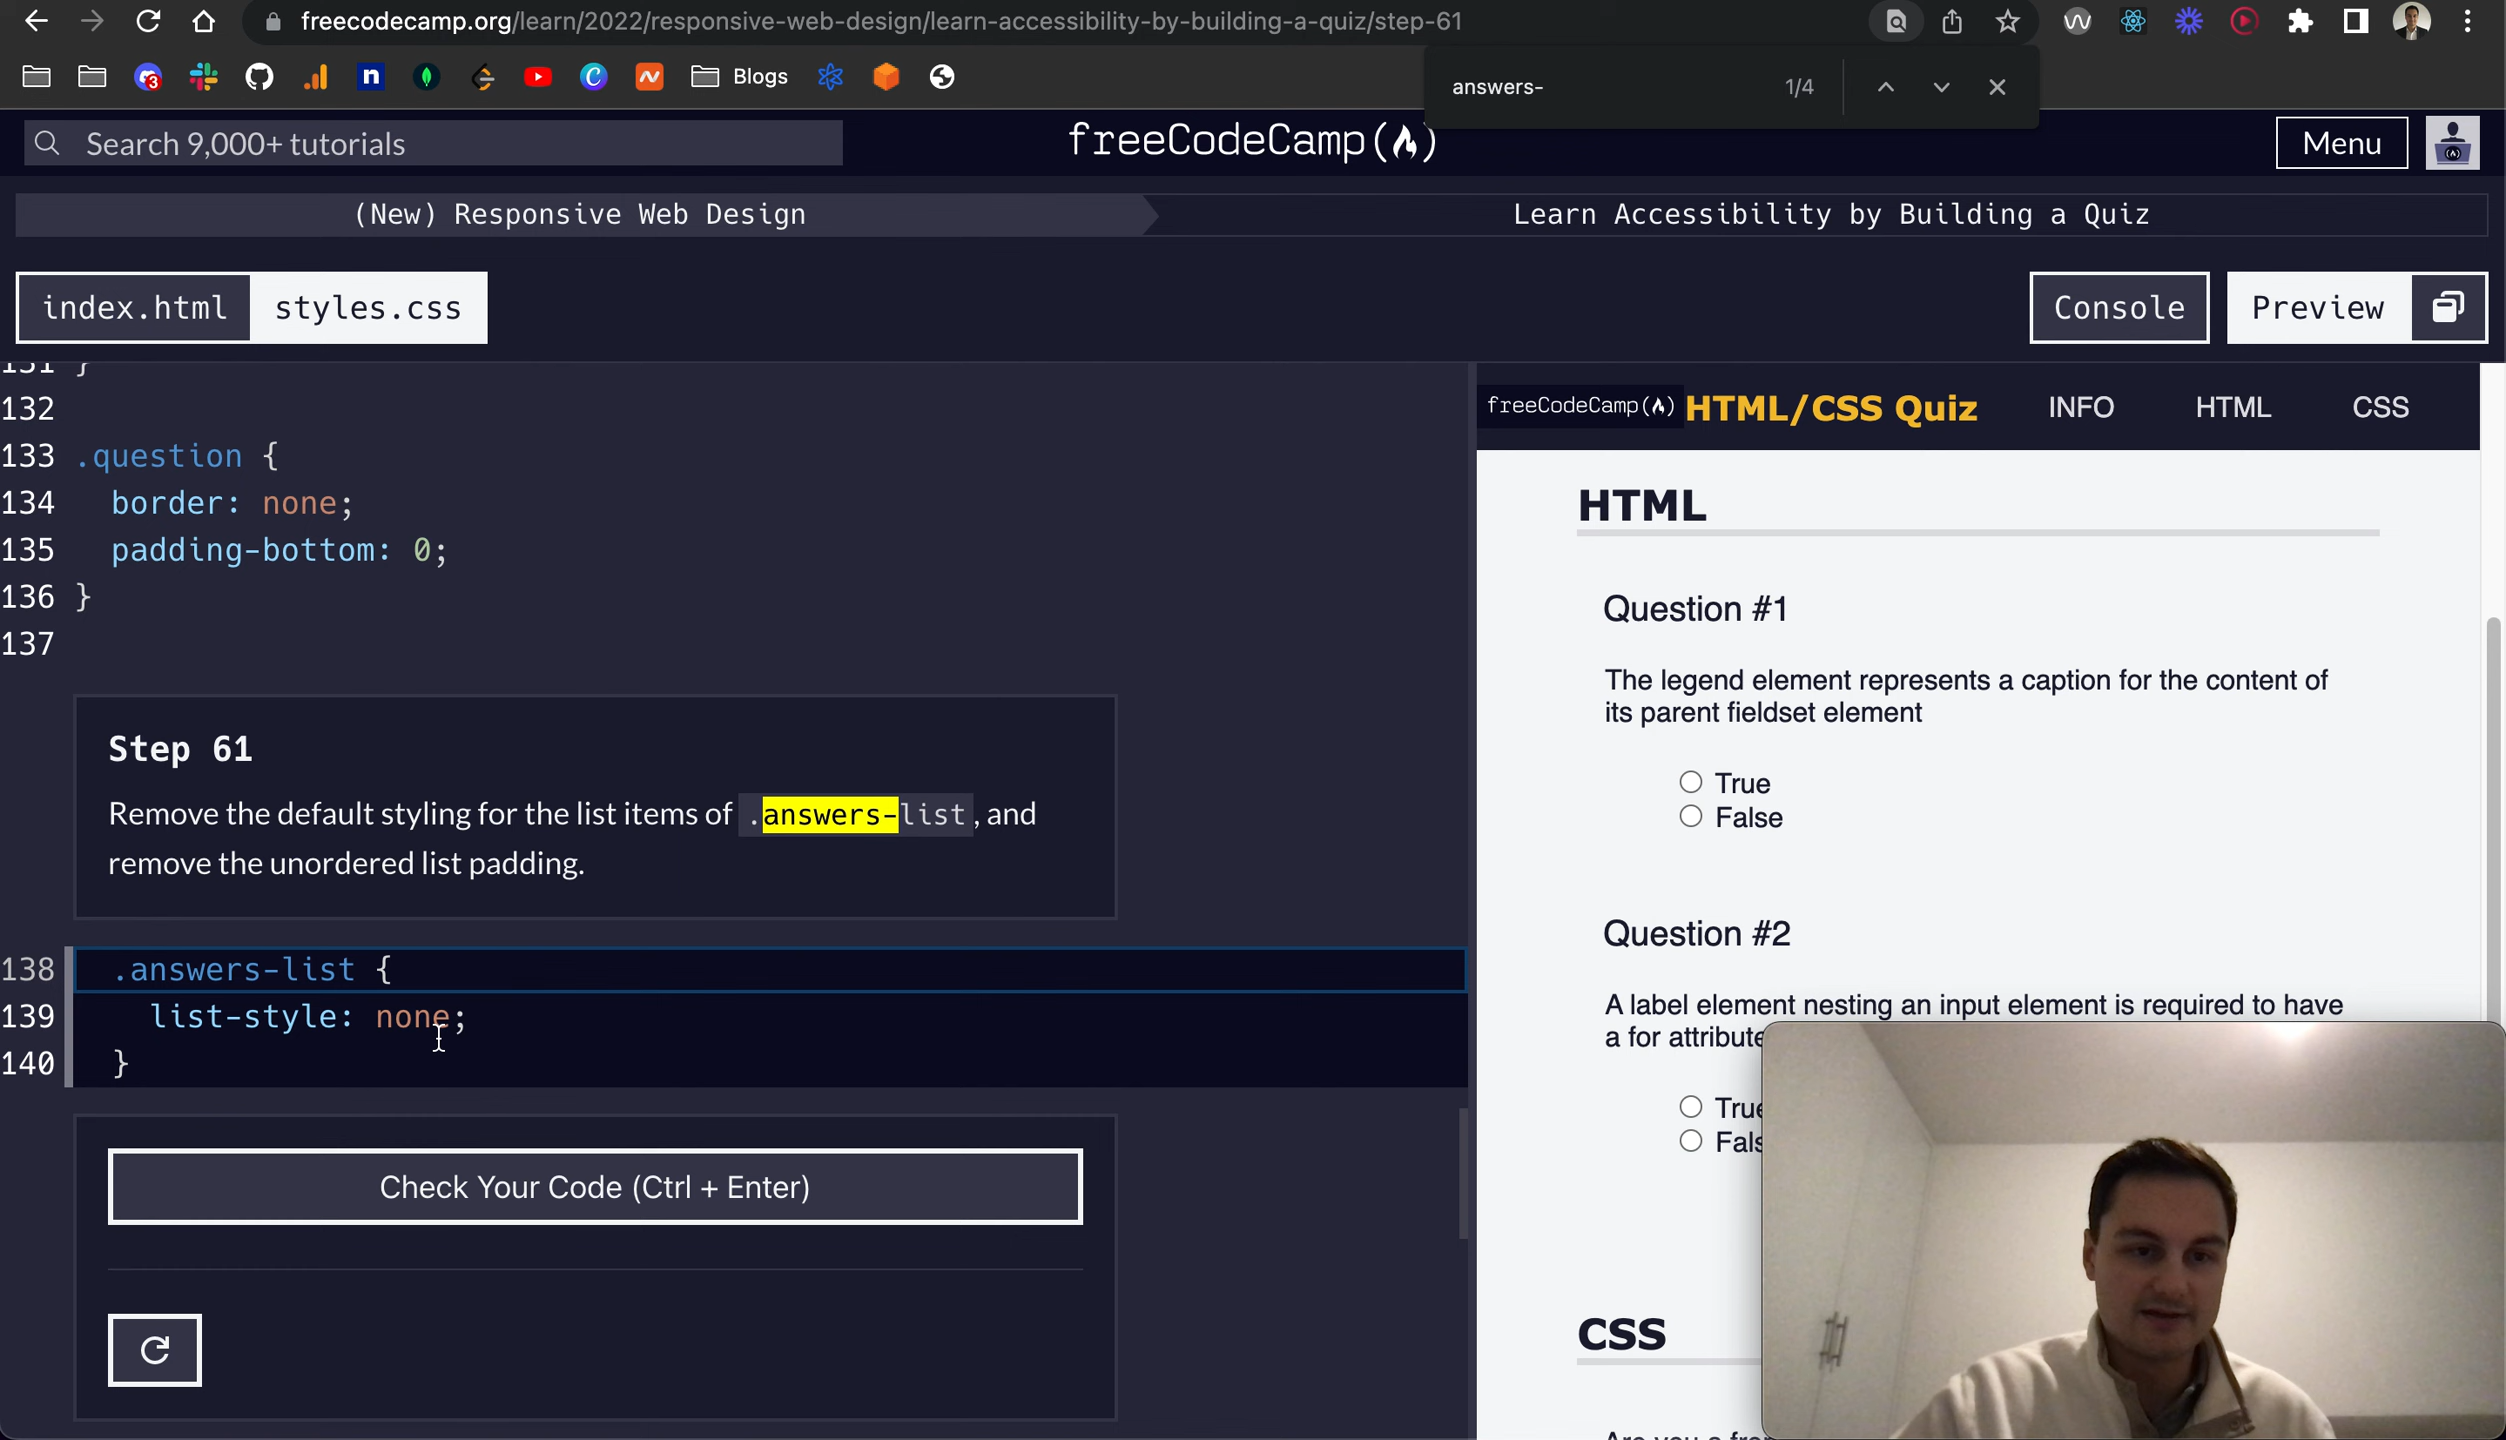 freecodecamp.org/learn/2022/responsive-web-design/learn-accessibility-by-building-a-quiz/step-61
3
n
C
Blogs
answers-
1/4
Search 9,000+ tutorials
freeCodeCamp
Menu
(New) Responsive Web Design
Learn Accessibility by Building a Quiz
index.html
styles.css
Console
Preview
131 }
132
133 .question {
134 border: none;
135 padding-bottom: 0;
136 }
137
Step 61
Remove the default styling for the list items of .answers-list, and
remove the unordered list padding.
138 .answers-list {
139 list-style: none;
140 }
Check Your Code (Ctrl + Enter)
freeCodeCamp
HTML/CSS Quiz
INFO
HTML
CSS
HTML
Question #1
The legend element represents a caption for the content of
its parent fieldset element
True
False
Question #2
A label element nesting an input element is required to have
a for attribute
True
Fals
CSS